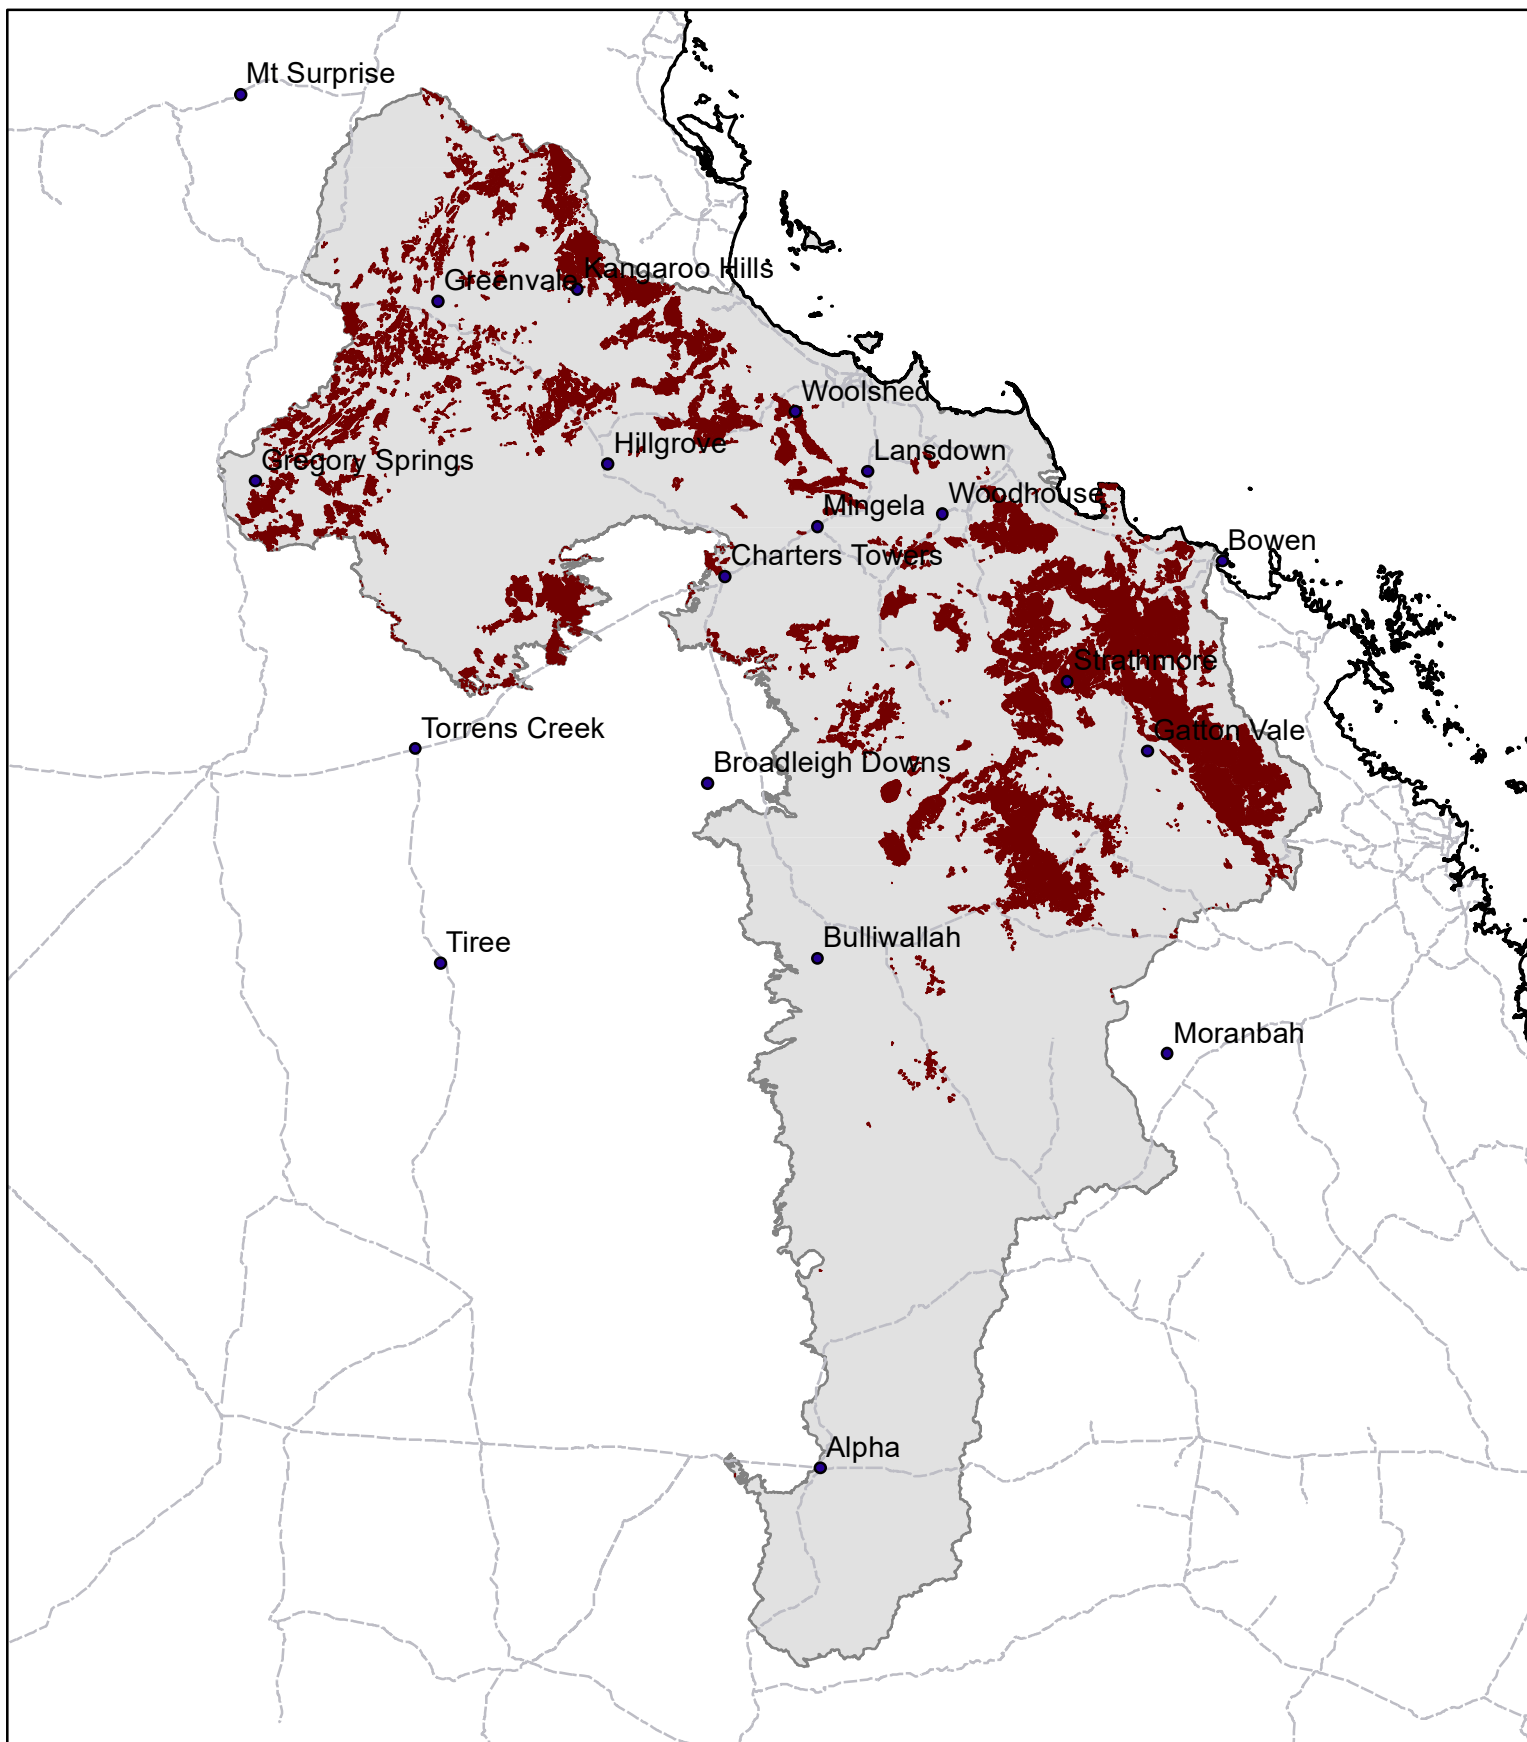 Mt Surprise
Kangaroo Hills
Greenvale
Woolshed
Hillgrove
Lansdown
Gregory Springs
Woodhouse
Mingela
Bowen
Charters Towers
Strathmore
Torrens Creek
Gatton Vale
Broadleigh Downs
Bulliwallah
Tiree
Moranbah
Alpha